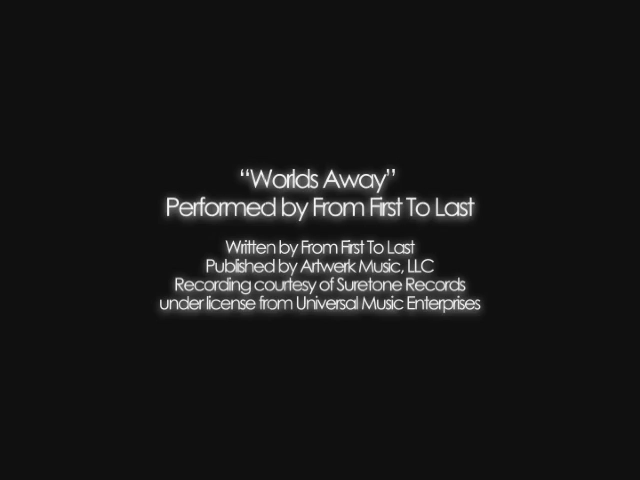 “Worlds Away”
Performed by From First To Last
Written by From First To Last
Published by Artwerk Music, LLC
Recording courtesy of Suretone Records
under license from Universal Music Enterprises